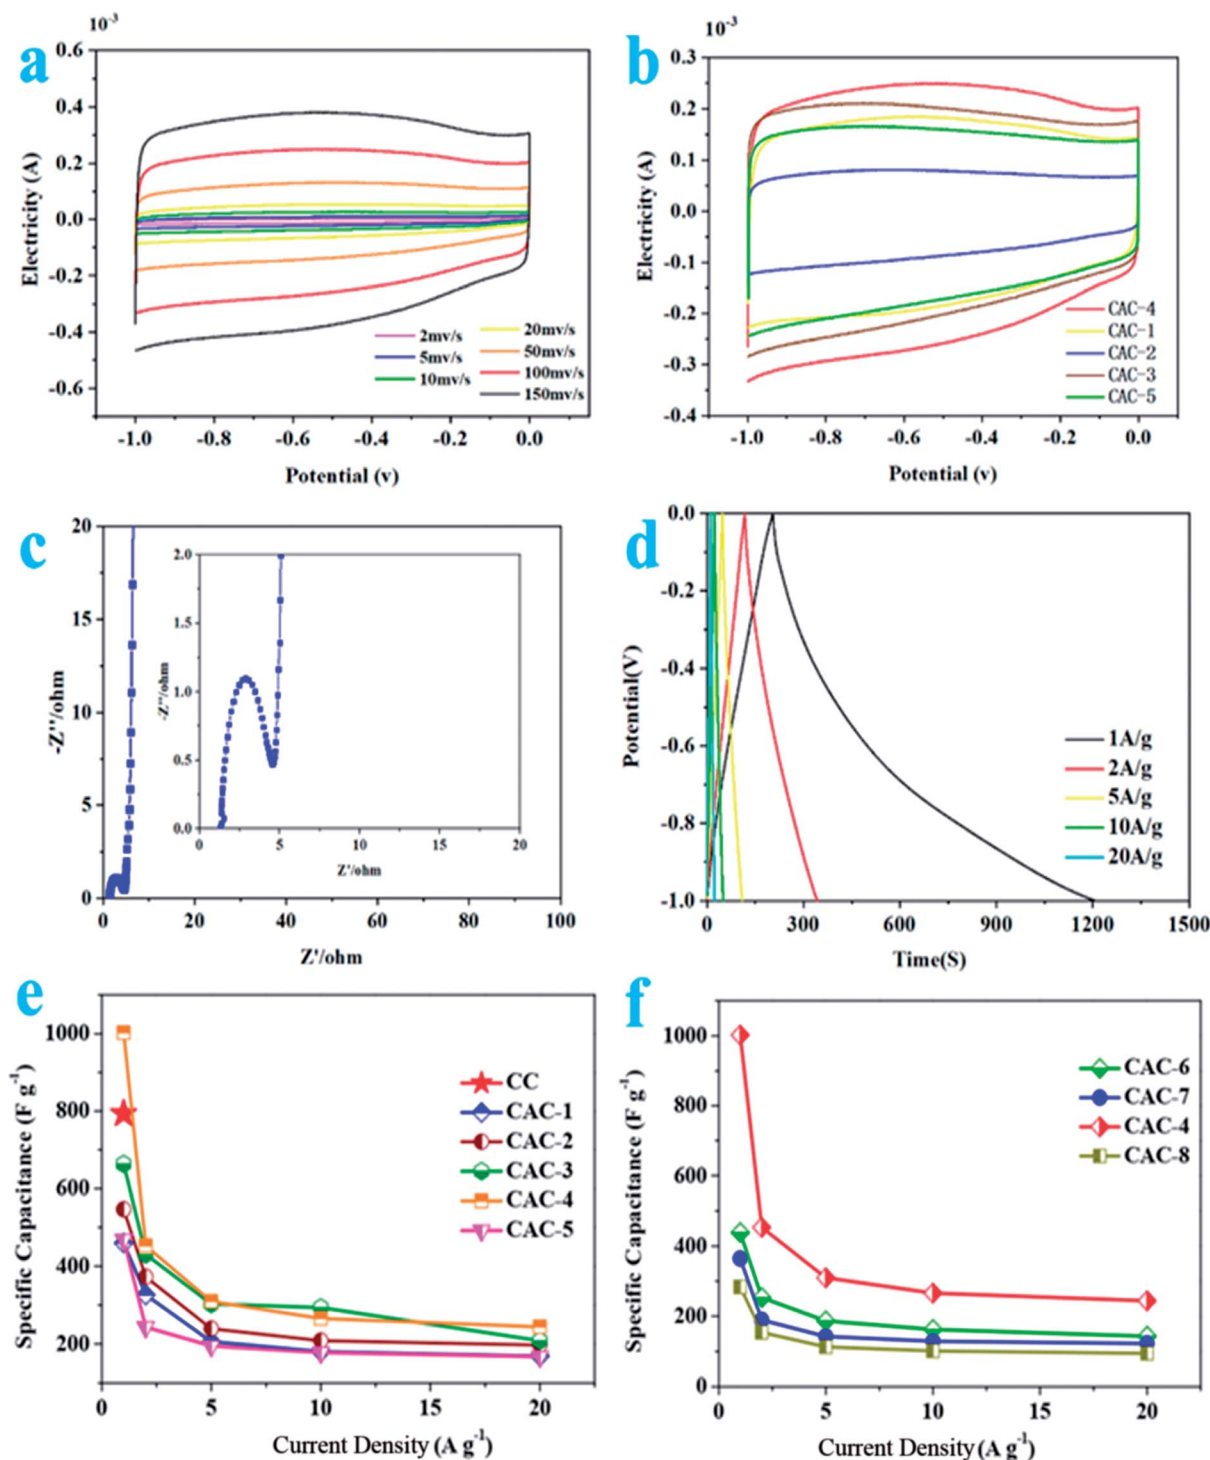 a
10⁻³
0.6
0.4
0.2
0.0
-0.2
-0.4
-0.6
Electricity (A)
2mv/s
5mv/s
10mv/s
20mv/s
50mv/s
100mv/s
150mv/s
-1.0 -0.8 -0.6 -0.4 -0.2 0.0
Potential (v)
b
10⁻³
0.3
0.2
0.1
0.0
-0.1
-0.2
-0.3
-0.4
Electricity (A)
CAC-4
CAC-1
CAC-2
CAC-3
CAC-5
-1.0 -0.8 -0.6 -0.4 -0.2 0.0
Potential (v)
c
20
15
10
5
0
-Z''/ohm
2.0
1.5
1.0
0.5
0.0
-Z''/ohm
0 5 10 15 20
Z'/ohm
0 20 40 60 80 100
Z'/ohm
d
0.0
-0.2
-0.4
-0.6
-0.8
-1.0
Potential(V)
1A/g
2A/g
5A/g
10A/g
20A/g
0 300 600 900 1200 1500
Time(S)
e
1000
800
600
400
200
Specific Capacitance (F g⁻¹)
CC
CAC-1
CAC-2
CAC-3
CAC-4
CAC-5
0 5 10 15 20
Current Density (A g⁻¹)
f
1000
800
600
400
200
0
Specific Capacitance (F g⁻¹)
CAC-6
CAC-7
CAC-4
CAC-8
0 5 10 15 20
Current Density (A g⁻¹)